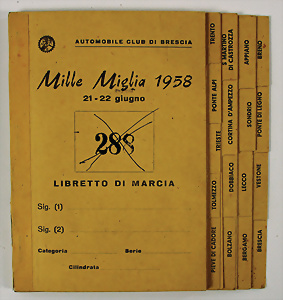 AUTOMOBILE CLUB DI BRESCIA
Mille Miglia 1958
21-22 giugno
288
LIBRETTO DI MARCIA
Sig. (1)
Sig. (2)
Categoria Serie
Cilindrata
PIEVE DI CADORE
TOLMEZZO
PONTE ALPI
TRENTO
BOLZANO
DOBBIACO
TRIESTE
CORTINA D'AMPEZZO
S MARTINO DI CASTROZZA
BERGAMO
LECCO
SONDRIO
APPIANO
BRESCIA
VESTONE
PONTE DI LEGNO
BRENO